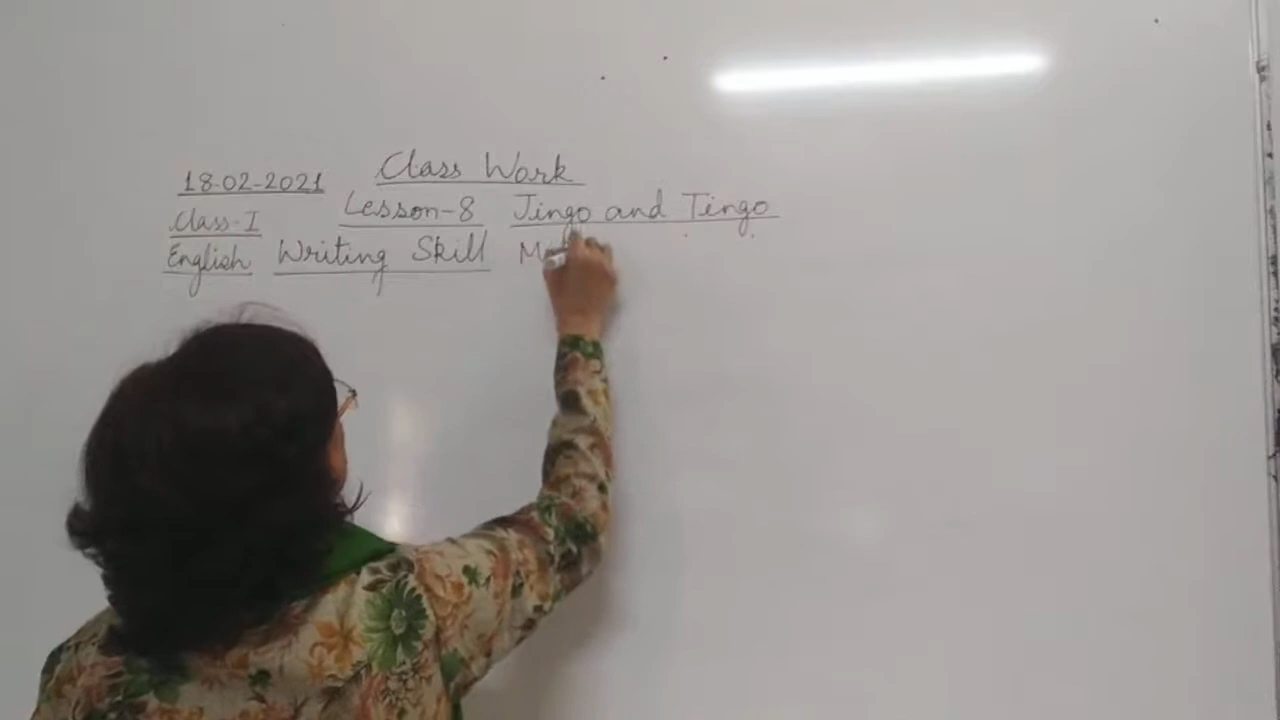 Class Work
18.02-2021
Lesson-8 Jingo and Tingo
Class-I
English Writing Skill